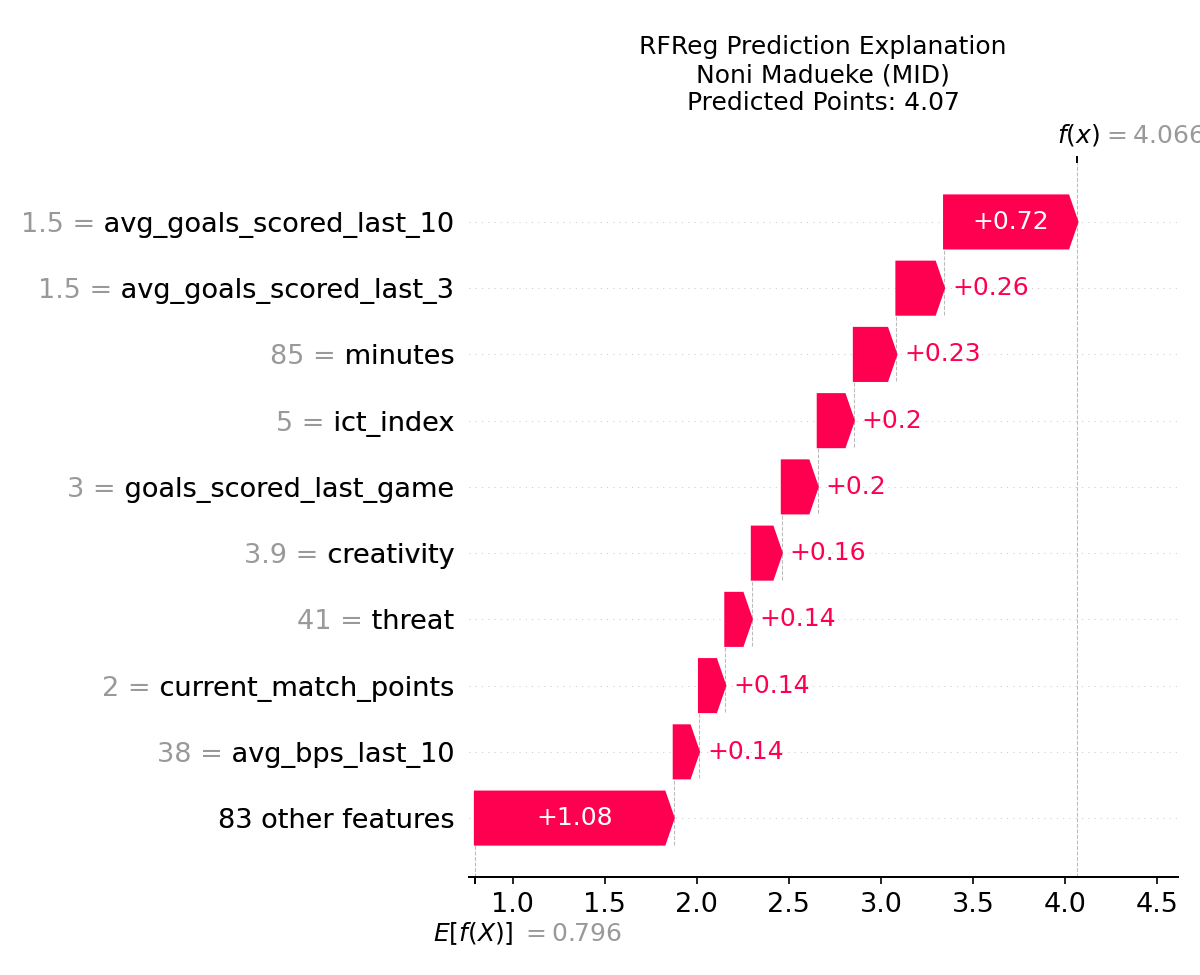 RFReg Prediction Explanation
Noni Madueke (MID)
Predicted Points: 4.07
f(x) = 4.066
1.5 = avg_goals_scored_last_10 +0.72
1.5 = avg_goals_scored_last_3 +0.26
85 = minutes +0.23
5 = ict_index +0.2
3 = goals_scored_last_game +0.2
3.9 = creativity +0.16
41 = threat +0.14
2 = current_match_points +0.14
38 = avg_bps_last_10 +0.14
83 other features +1.08
1.0 1.5 2.0 2.5 3.0 3.5 4.0 4.5
E[f(X)] = 0.796